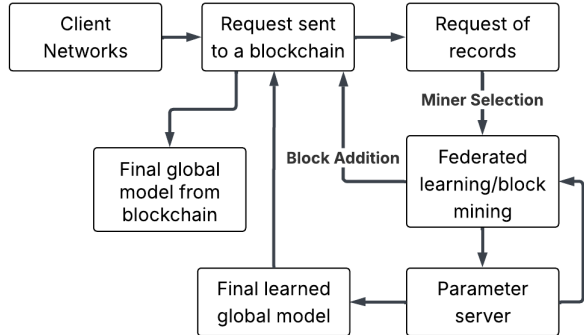 Client
Networks
Request sent
to a blockchain
Request of
records
Miner Selection
Final global
model from
blockchain
Block Addition
Federated
learning/block
mining
Final learned
global model
Parameter
server